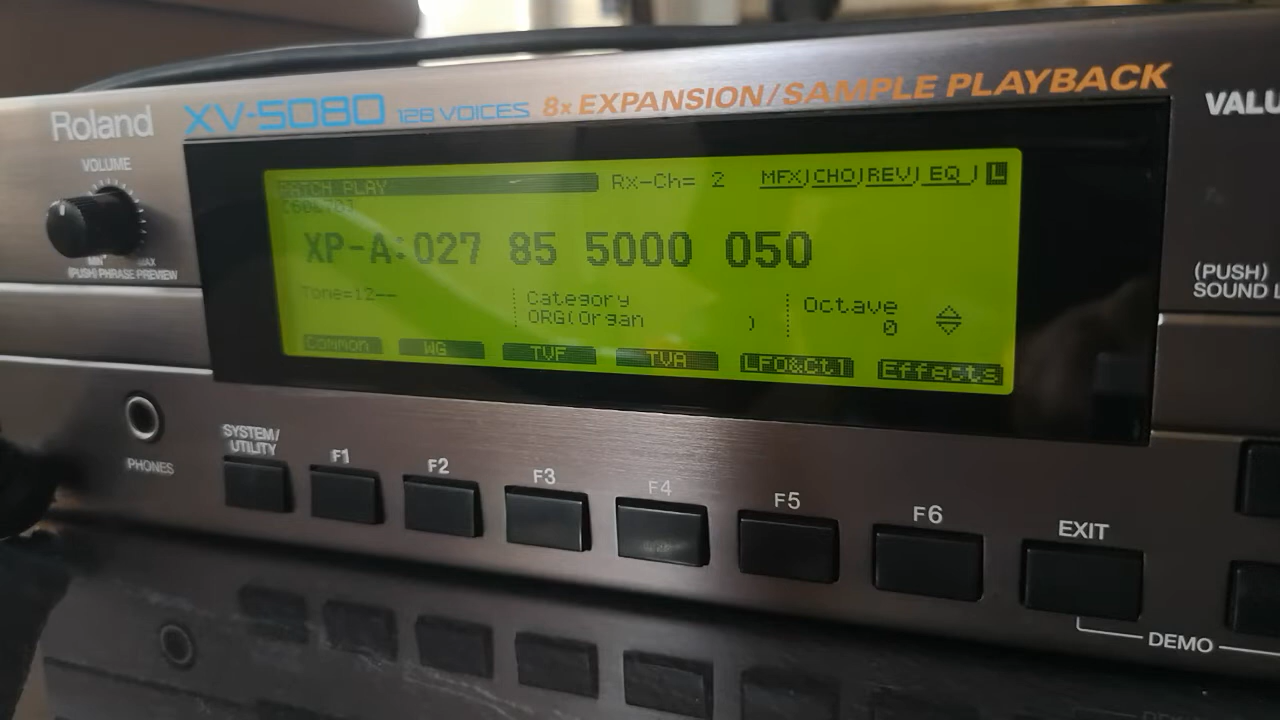 Roland XV-5080 128 VOICES 8x EXPANSION/SAMPLE PLAYBACK
VOLUME
MIN MAX
(PUSH) PHRASE PREVIEW
PATCH PLAY Rx-Ch= 2 MFX CHO REV EQ L
XP-A:027 85 5000 050
Tone=12-- Category Octave
ORG(Organ ) 0
Common WG TVF TVA LFO&Ctl Effects
(PUSH)
PHONES
SYSTEM/
UTILITY
F1 F2 F3 F4 F5 F6 EXIT
DEMO